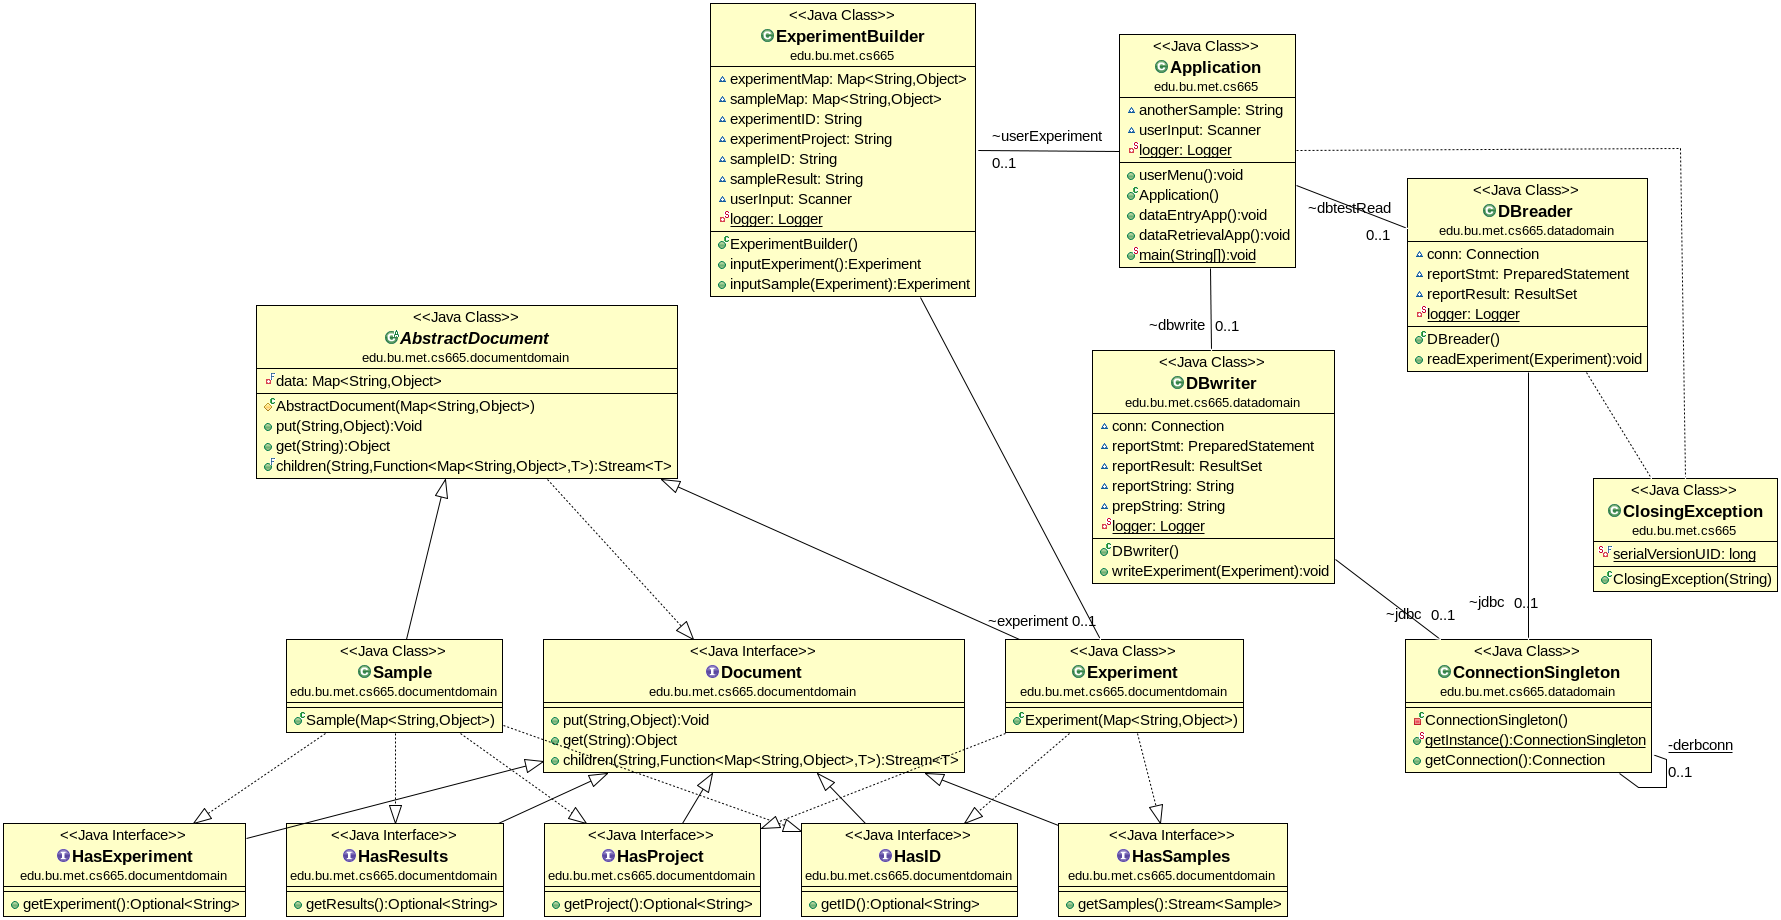 <<Java Class>>
ExperimentBuilder
edu.bu.met.cs665
experimentMap: Map<String,Object>
sampleMap: Map<String,Object>
experimentID: String
experimentProject: String
sampleID: String
sampleResult: String
userInput: Scanner
logger: Logger
ExperimentBuilder()
inputExperiment():Experiment
inputSample(Experiment):Experiment
~userExperiment
0..1
<<Java Class>>
Application
edu.bu.met.cs665
anotherSample: String
userInput: Scanner
logger: Logger
userMenu():void
Application()
dataEntryApp():void
dataRetrievalApp():void
main(String[]):void
~dbtestRead
0..1
<<Java Class>>
DBreader
edu.bu.met.cs665.datadomain
conn: Connection
reportStmt: PreparedStatement
reportResult: ResultSet
logger: Logger
DBreader()
readExperiment(Experiment):void
~dbwrite 0..1
<<Java Class>>
AbstractDocument
edu.bu.met.cs665.documentdomain
data: Map<String,Object>
AbstractDocument(Map<String,Object>)
put(String,Object):Void
get(String):Object
children(String,Function<Map<String,Object>,T>):Stream<T>
<<Java Class>>
DBwriter
edu.bu.met.cs665.datadomain
conn: Connection
reportStmt: PreparedStatement
reportResult: ResultSet
reportString: String
prepString: String
logger: Logger
DBwriter()
writeExperiment(Experiment):void
<<Java Class>>
ClosingException
edu.bu.met.cs665
serialVersionUID: long
ClosingException(String)
~experiment 0..1
~jdbc 0..1
~jdbc 0..1
<<Java Class>>
Sample
edu.bu.met.cs665.documentdomain
Sample(Map<String,Object>)
<<Java Interface>>
Document
edu.bu.met.cs665.documentdomain
put(String,Object):Void
get(String):Object
children(String,Function<Map<String,Object>,T>):Stream<T>
<<Java Class>>
Experiment
edu.bu.met.cs665.documentdomain
Experiment(Map<String,Object>)
<<Java Class>>
ConnectionSingleton
edu.bu.met.cs665.datadomain
ConnectionSingleton()
getInstance():ConnectionSingleton
getConnection():Connection
-derbconn
0..1
<<Java Interface>>
HasExperiment
edu.bu.met.cs665.documentdomain
getExperiment():Optional<String>
<<Java Interface>>
HasResults
edu.bu.met.cs665.documentdomain
getResults():Optional<String>
<<Java Interface>>
HasProject
edu.bu.met.cs665.documentdomain
getProject():Optional<String>
<<Java Interface>>
HasID
edu.bu.met.cs665.documentdomain
getID():Optional<String>
<<Java Interface>>
HasSamples
edu.bu.met.cs665.documentdomain
getSamples():Stream<Sample>